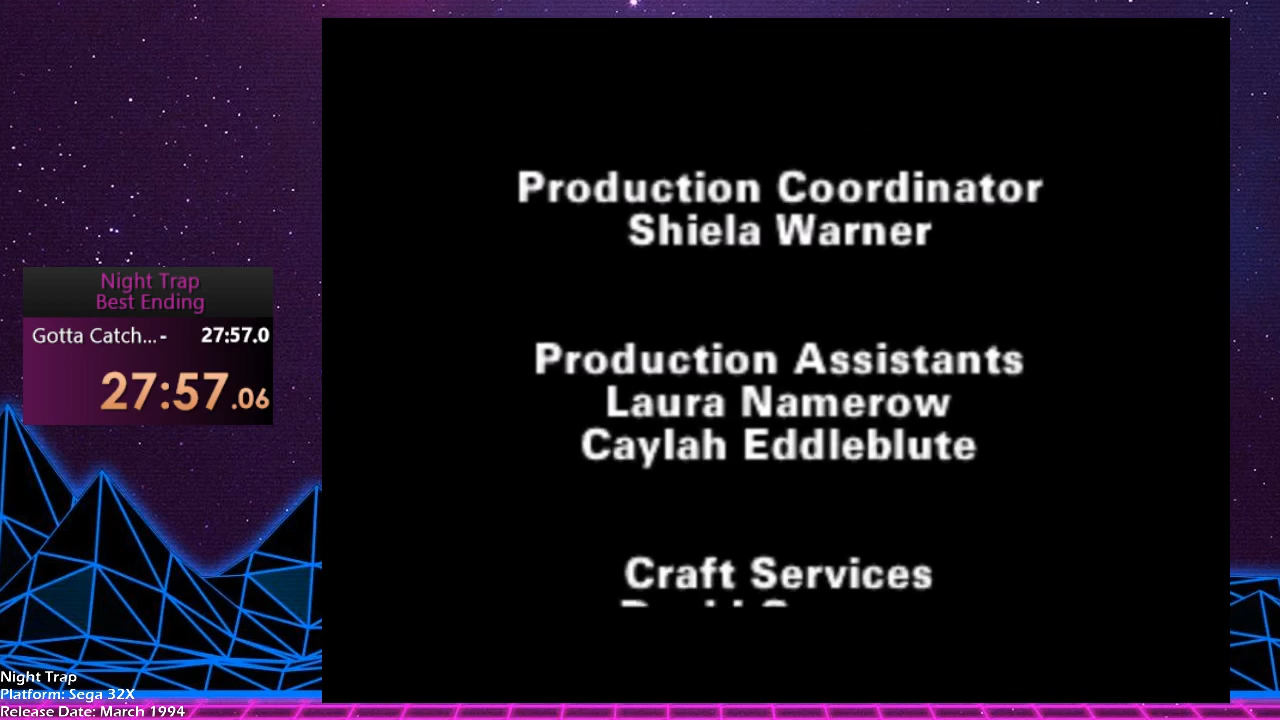 Production Coordinator
Shiela Warner
Production Assistants
Laura Namerow
Caylah Eddleblute
Craft Services
Night Trap
Best Ending
Gotta Catch...- 27:57.0
27:57.06
Night Trap
Platform: Sega 32X
Release Date: March 1994